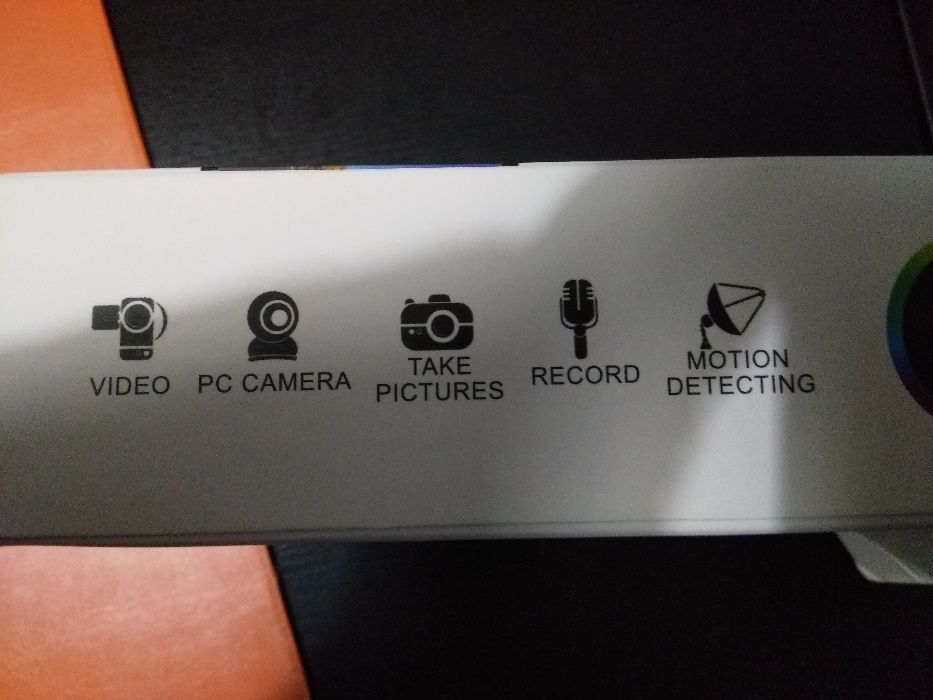 VIDEO
PC CAMERA
TAKE
PICTURES
RECORD
MOTION
DETECTING